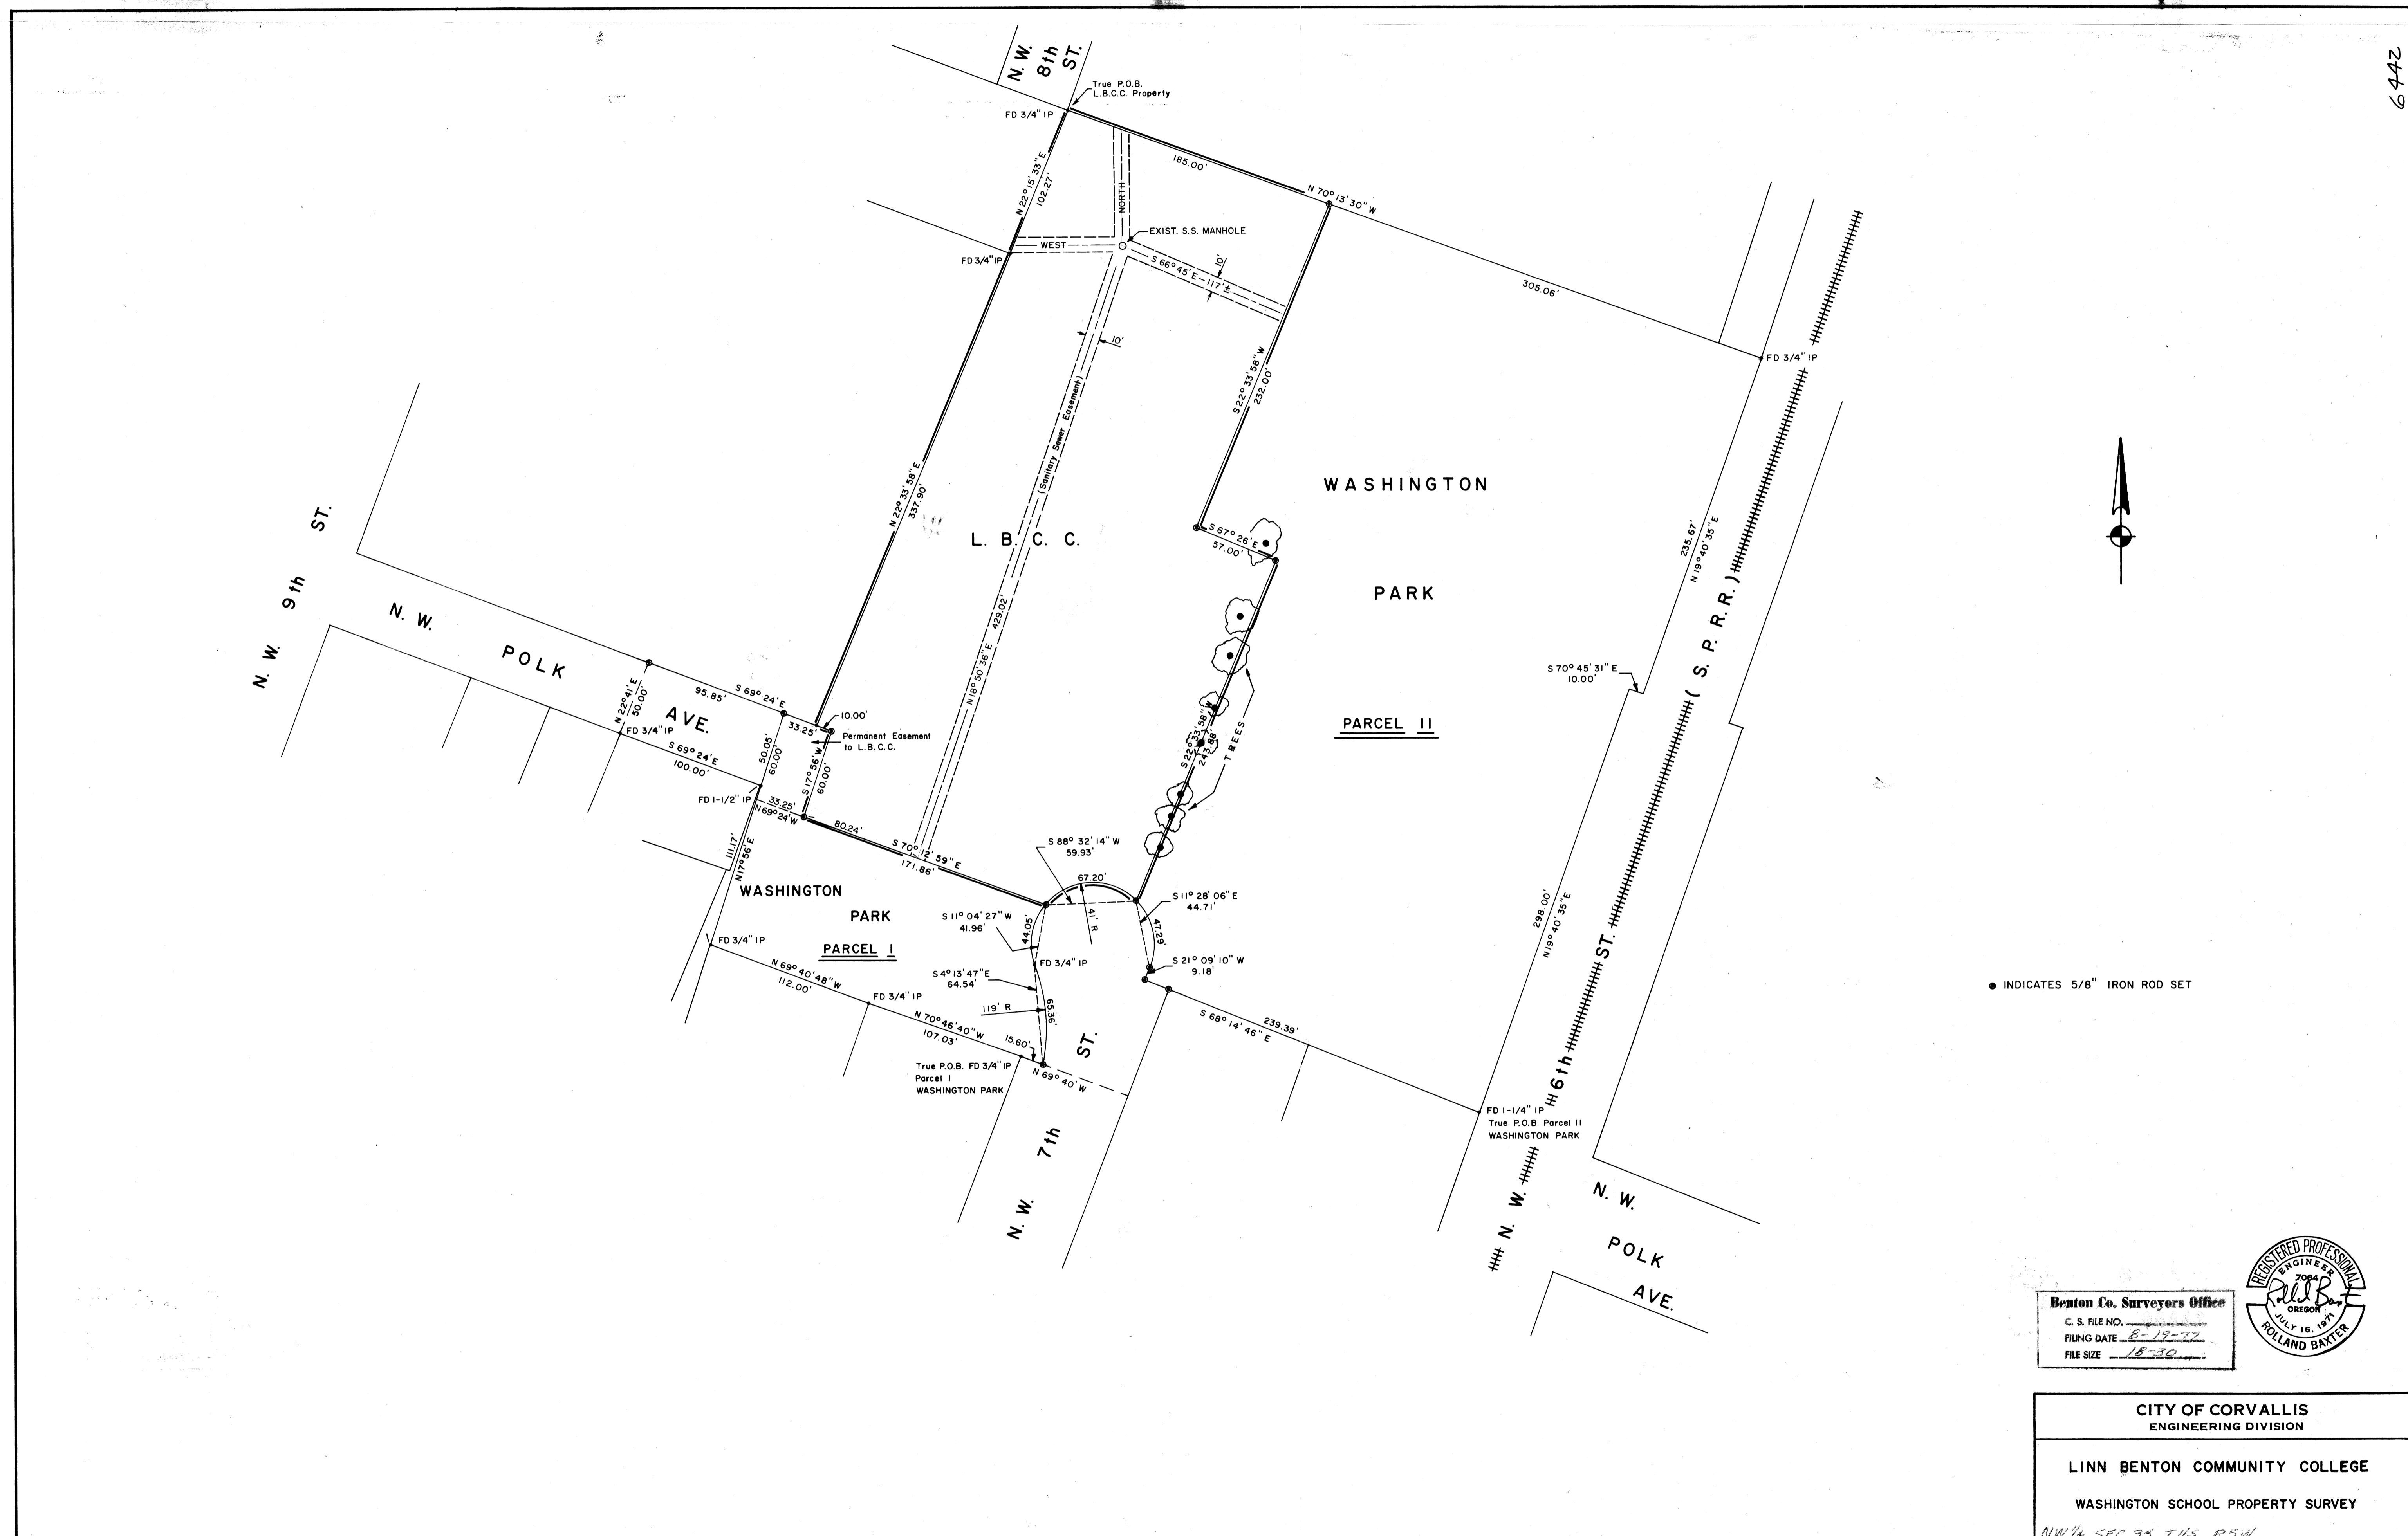 6442
N. W.
8th
ST.
True P.O.B.
L.B.C.C. Property
FD 3/4" IP
N 22° 15' 33" E
102.27'
185.00'
N 70° 13' 30" W
NORTH
EXIST. S.S. MANHOLE
WEST
FD 3/4" IP
S 66° 45' E - 117' ±
10'
305.06'
FD 3/4" IP
10'
(Sanitary Sewer Easement)
S 22° 33' 58" W
232.00'
N 22° 33' 58" E
337.90'
WASHINGTON
L. B. C. C.
S 67° 26' E
57.00'
235.67'
N 19° 40' 35" E
PARK
N. W. 9th ST.
N. W.
POLK
AVE.
N 18° 50' 36" E 429.02'
S 70° 45' 31" E
10.00'
( S. P. R. R. )
95.85'
S 69° 24' E
N 22° 41' E
50.00'
FD 3/4" IP
33.25'
10.00'
Permanent Easement
to L.B.C.C.
S 22° 33' 58" W
243.88'
TREES
PARCEL II
50.05'
60.00'
S 17° 56' W
60.00'
S 69° 24' E
100.00'
FD 1-1/2" IP
33.25'
N 69° 24' W
80.24'
S 70° 12' 59" E
171.86'
S 88° 32' 14" W
59.93'
111.17'
N 17° 56' E
67.20'
41' R
S 11° 28' 06" E
44.71'
WASHINGTON
PARK
PARCEL I
S 11° 04' 27" W
41.96'
44.05'
47.29'
298.00'
N 19° 40' 35" E
FD 3/4" IP
FD 3/4" IP
S 21° 09' 10" W
9.18'
N 69° 40' 48" W
112.00'
S 4° 13' 47" E
64.54'
● INDICATES 5/8" IRON ROD SET
FD 3/4" IP
119' R
65.36'
N 70° 46' 40" W
107.03'
15.60'
239.39'
S 68° 14' 46" E
True P.O.B. FD 3/4" IP
Parcel I
WASHINGTON PARK
N 69° 40' W
N. W. 7th ST.
N. W. 6th ST.
FD 1-1/4" IP
True P.O.B. Parcel II
WASHINGTON PARK
N. W.
POLK
AVE.
Benton Co. Surveyors Office
C. S. FILE NO.
FILING DATE 8-19-77
FILE SIZE 18-30
REGISTERED PROFESSIONAL
ENGINEER
7084
OREGON
JULY 16, 1971
ROLLAND BAXTER
CITY OF CORVALLIS
ENGINEERING DIVISION
LINN BENTON COMMUNITY COLLEGE
WASHINGTON SCHOOL PROPERTY SURVEY
NW 1/4 SEC 35 T11S R5W